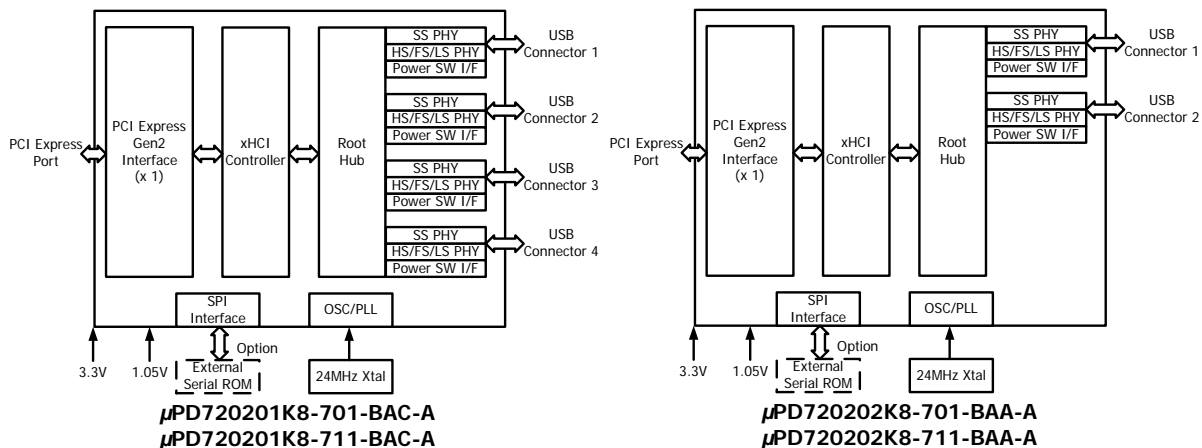 SS PHY
HS/FS/LS PHY
Power SW I/F
USB
Connector 1
SS PHY
HS/FS/LS PHY
Power SW I/F
USB
Connector 2
SS PHY
HS/FS/LS PHY
Power SW I/F
USB
Connector 3
SS PHY
HS/FS/LS PHY
Power SW I/F
USB
Connector 4
PCI Express
Port
PCI Express
Gen2
Interface
(x 1)
xHCI
Controller
Root
Hub
SPI
Interface
OSC/PLL
Option
3.3V
1.05V
External
Serial ROM
24MHz Xtal
µPD720201K8-701-BAC-A
µPD720201K8-711-BAC-A
SS PHY
HS/FS/LS PHY
Power SW I/F
USB
Connector 1
SS PHY
HS/FS/LS PHY
Power SW I/F
USB
Connector 2
PCI Express
Port
PCI Express
Gen2
Interface
(x 1)
xHCI
Controller
Root
Hub
SPI
Interface
OSC/PLL
Option
3.3V
1.05V
External
Serial ROM
24MHz Xtal
µPD720202K8-701-BAA-A
µPD720202K8-711-BAA-A